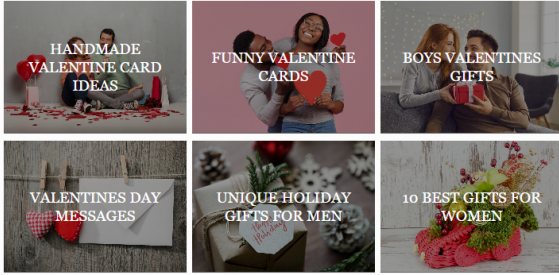 HANDMADE
VALENTINE CARD
IDEAS
FUNNY VALENTINE
CARDS
BOYS VALENTINES
GIFTS
VALENTINES DAY
MESSAGES
UNIQUE HOLIDAY
GIFTS FOR MEN
10 BEST GIFTS FOR
WOMEN